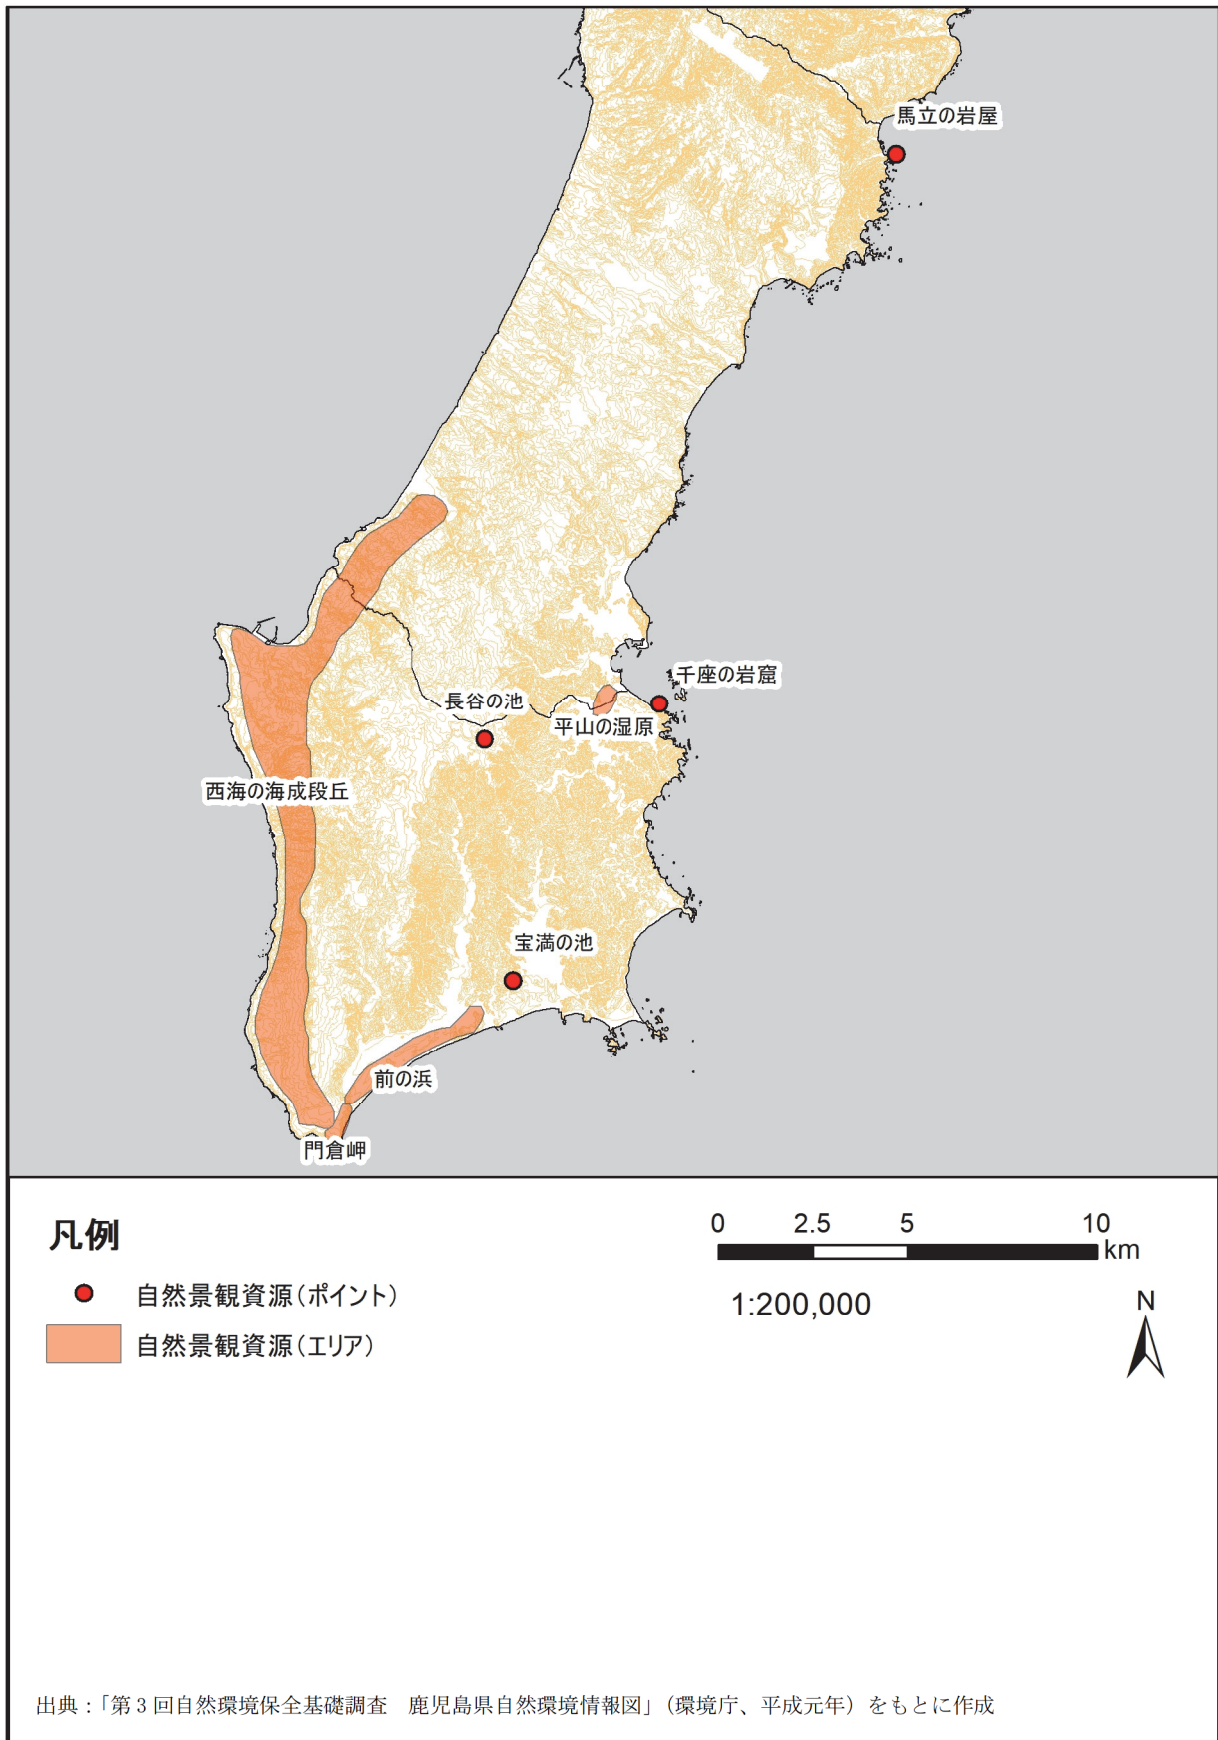 馬立の岩屋
千座の岩窟
長谷の池
平山の湿原
西海の海成段丘
宝満の池
前の浜
門倉岬
凡例
自然景観資源（ポイント）
自然景観資源（エリア）
0 2.5 5 10
km
1:200,000
N
出典：「第３回自然環境保全基礎調査　鹿児島県自然環境情報図」（環境庁、平成元年）をもとに作成